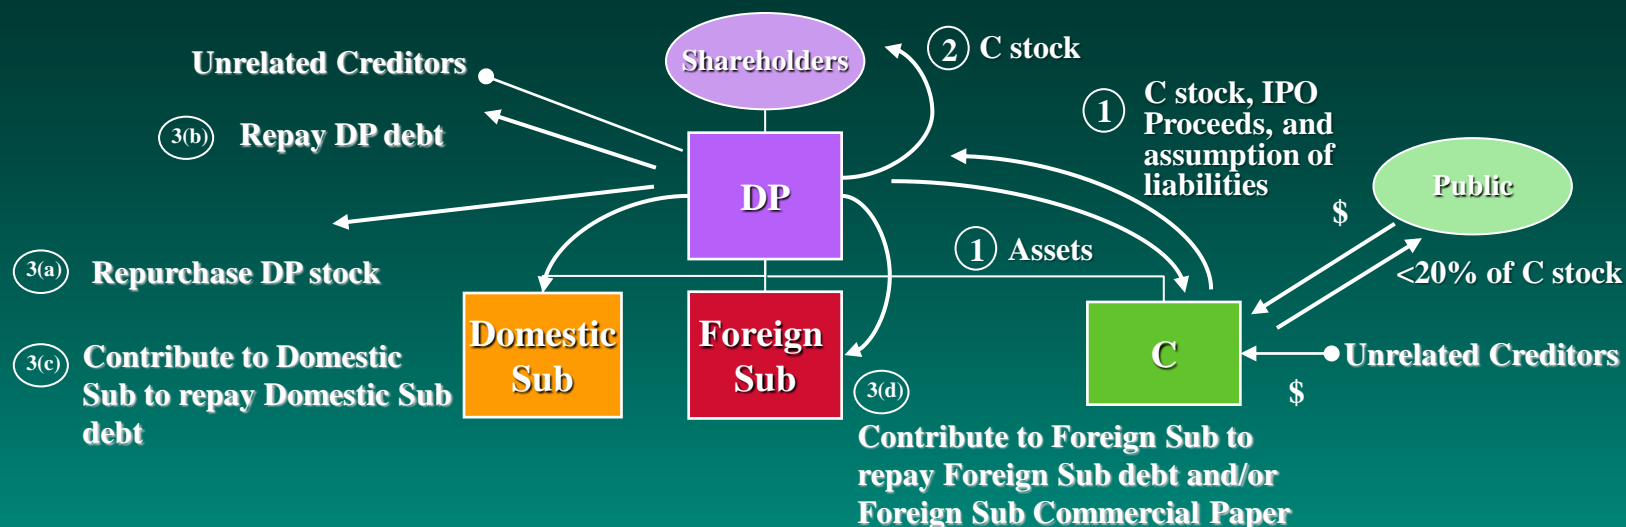 Shareholders
2 C stock
Unrelated Creditors
3(b) Repay DP debt
1 C stock, IPO
Proceeds, and
assumption of
liabilities
DP
Public
$
1 Assets
<20% of C stock
3(a) Repurchase DP stock
Domestic
Sub
Foreign
Sub
C
Unrelated Creditors
$
3(c) Contribute to Domestic
Sub to repay Domestic Sub
debt
3(d)
Contribute to Foreign Sub to
repay Foreign Sub debt and/or
Foreign Sub Commercial Paper